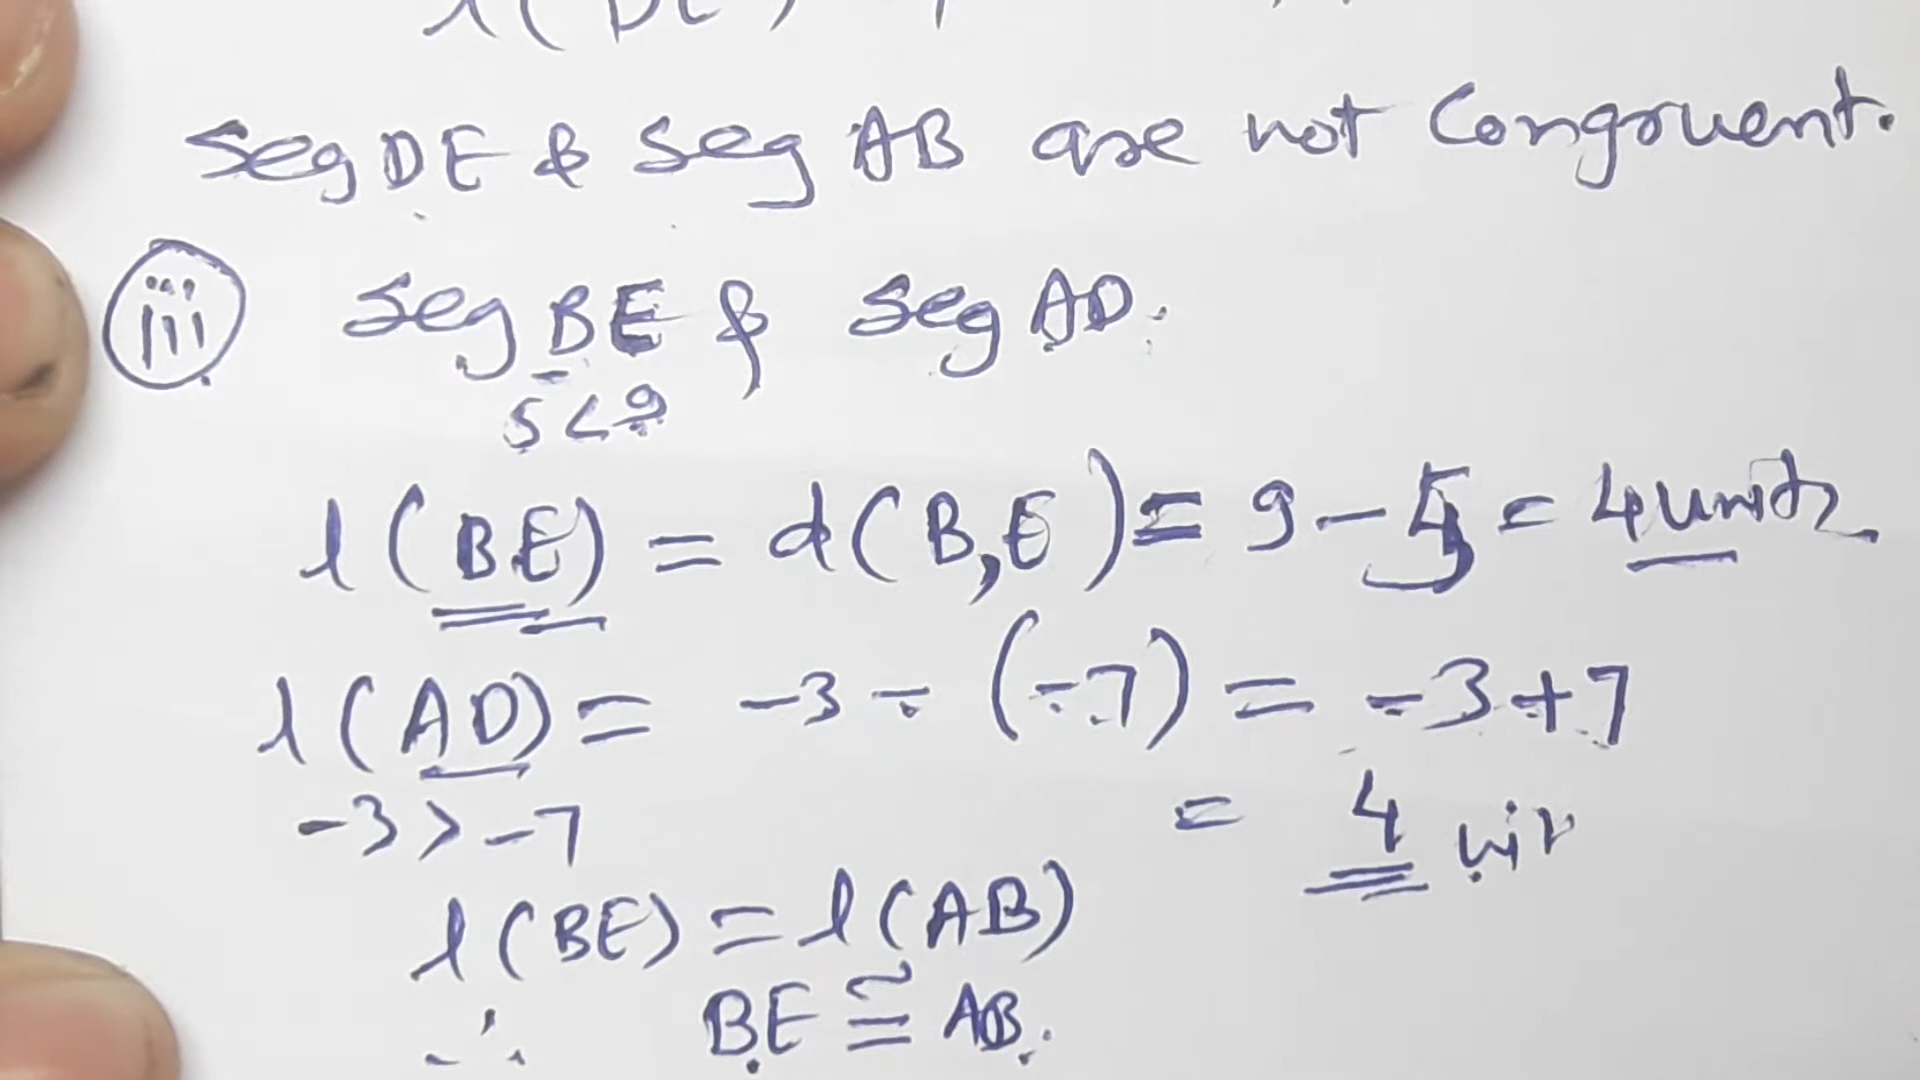 l(DE)
seg DE & seg AB are not Congruent.
iii seg BE & seg AD.
5<9
l(BE) = d(B,E) = 9-5 = 4 units
l(AD) = -3 - (-7) = -3+7
-3 > -7 = 4
l(BE) = l(AB)
∴ BE ≅ AB.